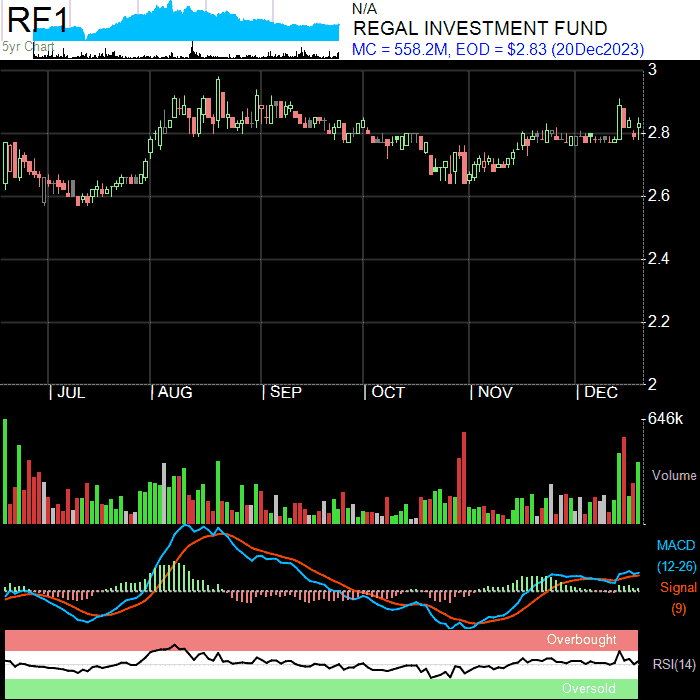 RF1
5yr Chart
N/A
REGAL INVESTMENT FUND
MC = 558.2M, EOD = $2.83 (20Dec2023)
3
2.8
2.6
2.4
2.2
2
JUL AUG SEP OCT NOV DEC
646k
Volume
MACD
(12-26)
Signal
(9)
Overbought
RSI(14)
Oversold